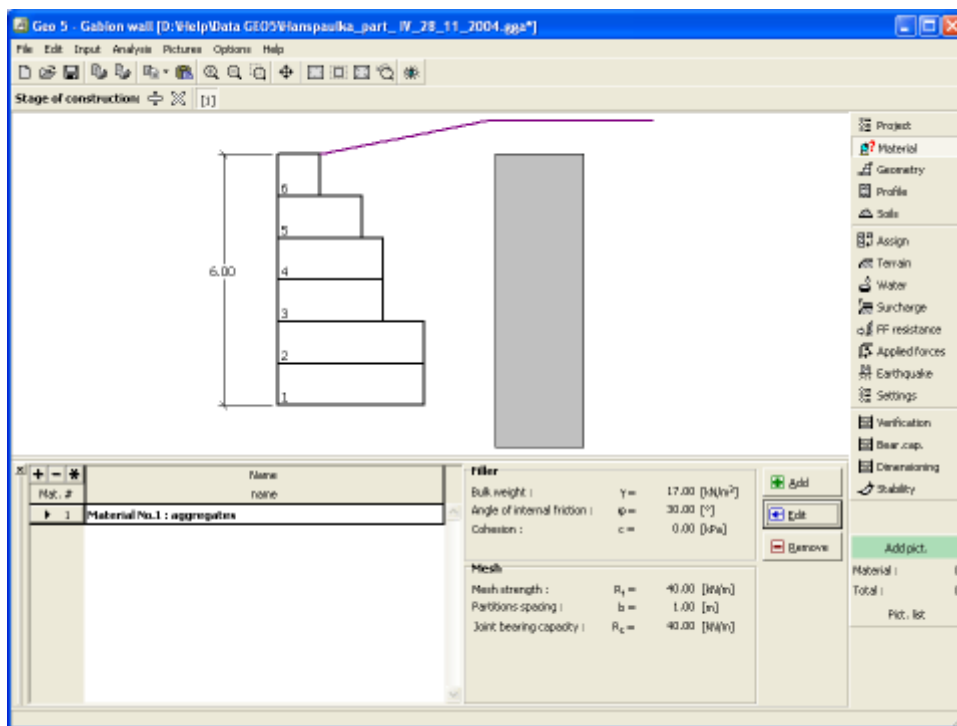 Geo 5 - Gabion wall [D:\Help\Data GEO5\Hanspaulka_part_ IV_28_11_2004.gga*]
File Edit Input Analysis Pictures Options Help
Stage of construction: [1]
Project
Material
Geometry
Profile
Soils
Assign
Terrain
Water
Surcharge
FF resistance
Applied forces
Earthquake
Settings
Verification
Bear.cap.
Dimensioning
Stability
Add pict.
Material : 0
Total : 0
Pict. list
6.00
6
5
4
3
2
1
Name
Mat. # name
1 Material No.1 : aggregates
Filler
Bulk weight : γ = 17.00 [kN/m³]
Angle of internal friction : φ = 30.00 [°]
Cohesion : c = 0.00 [kPa]
Mesh
Mesh strength : Rt = 40.00 [kN/m]
Partitions spacing : b = 1.00 [m]
Joint bearing capacity : Rc = 40.00 [kN/m]
Add
Edit
Remove